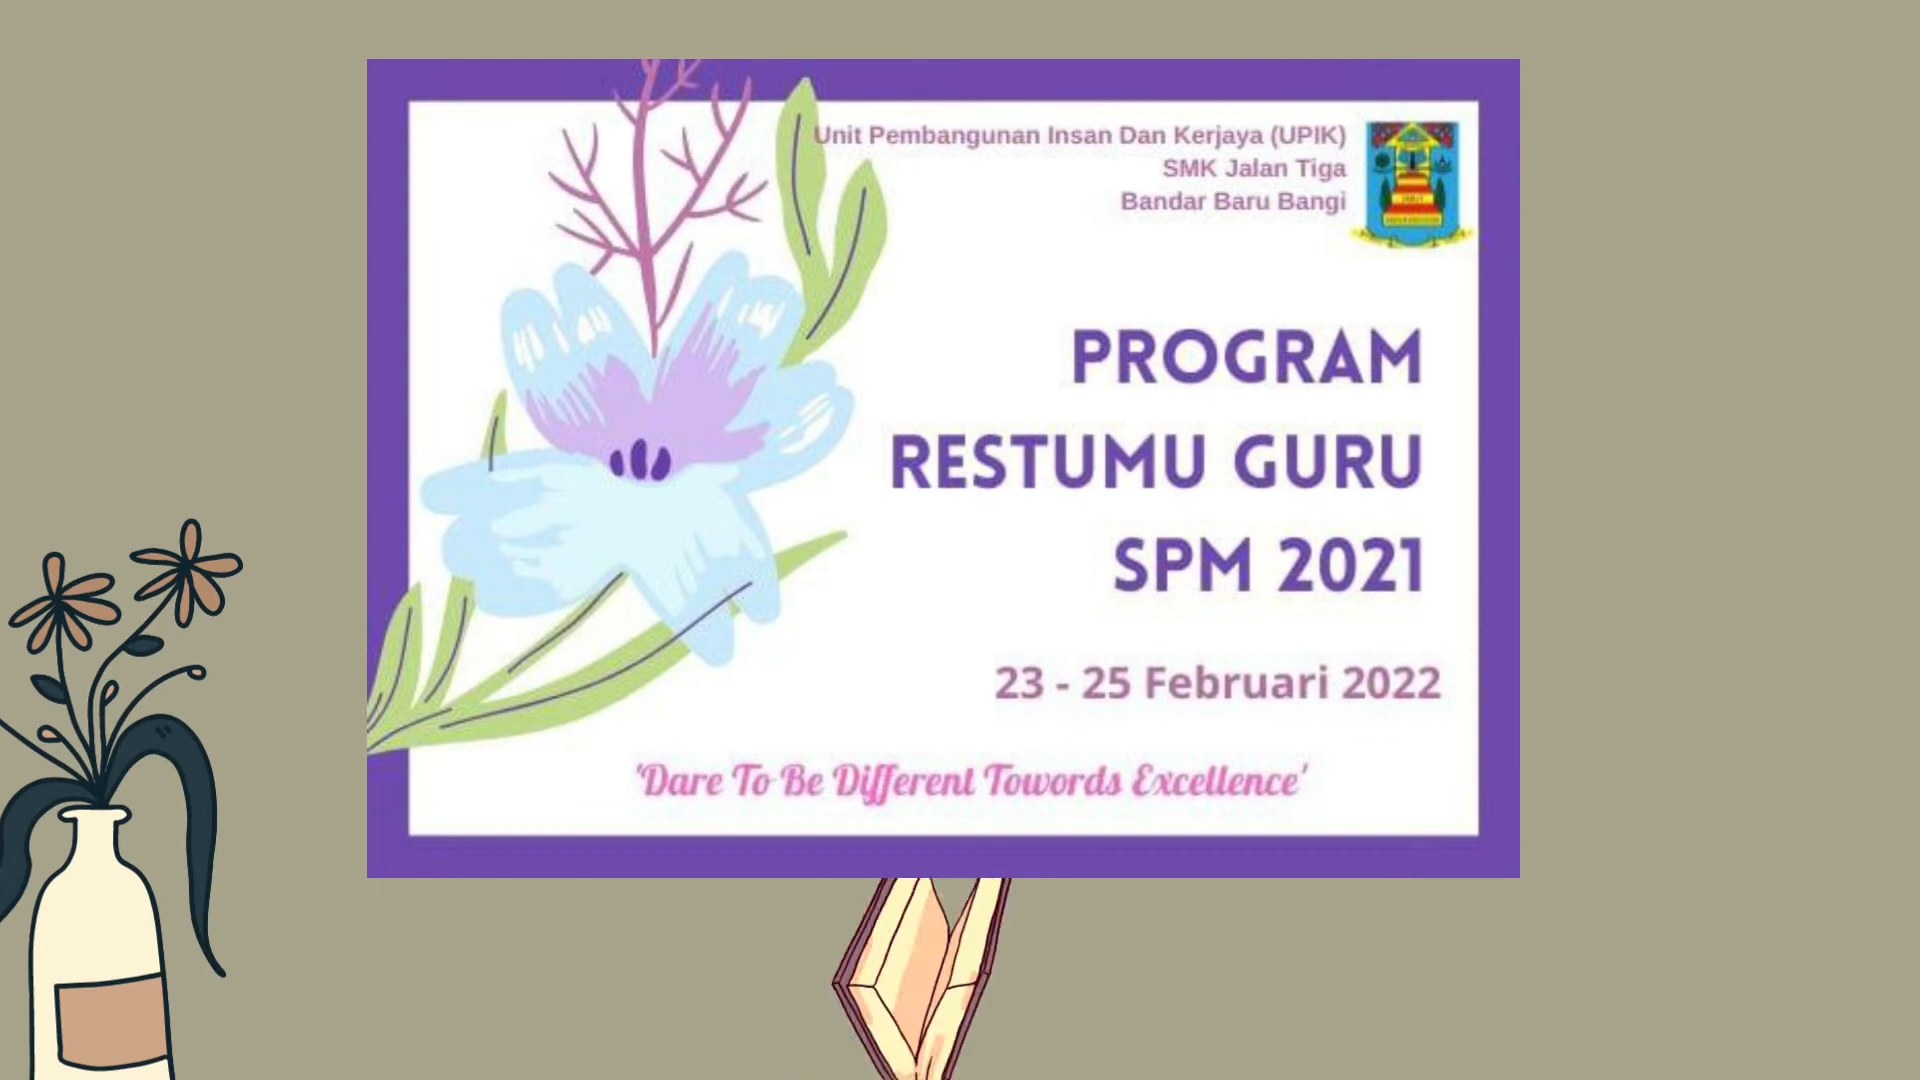 Unit Pembangunan Insan Dan Kerjaya (UPIK)
SMK Jalan Tiga
Bandar Baru Bangi
PROGRAM
RESTUMU GURU
SPM 2021
23 - 25 Februari 2022
'Dare To Be Different Towords Excellence'